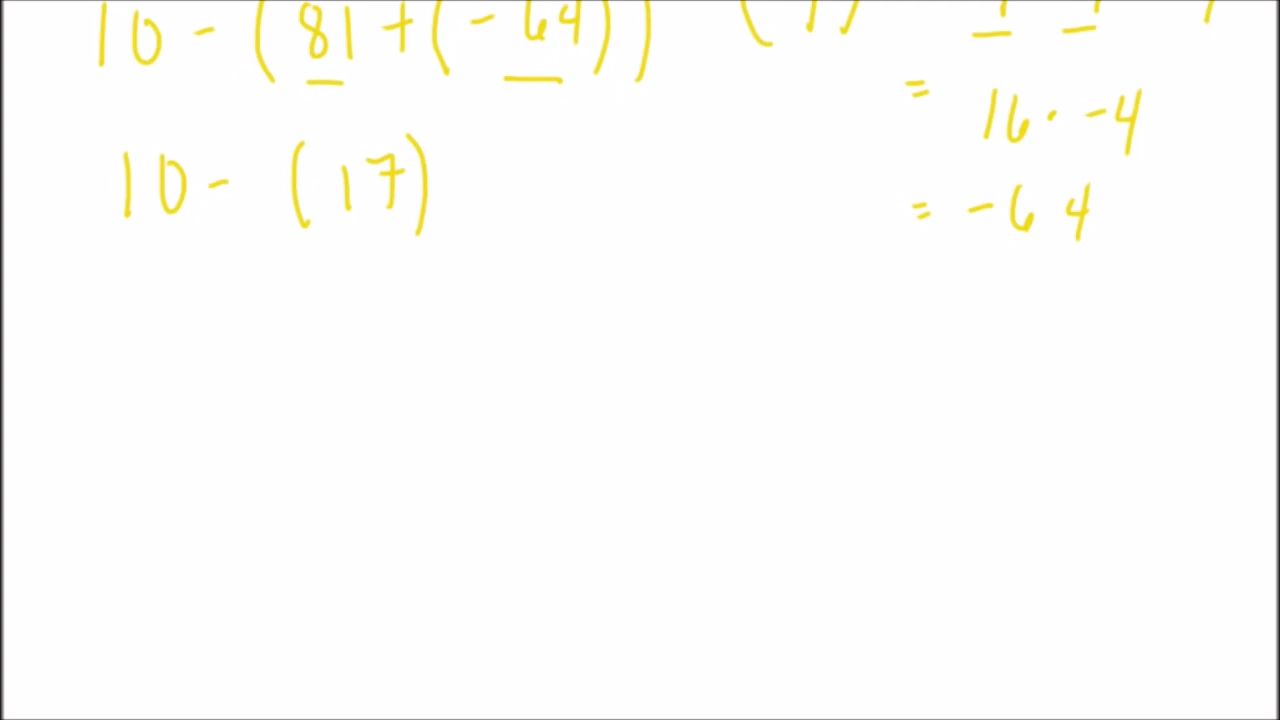 10 - (81 + (-64))
= 16 · -4
10 - (17)
= -64